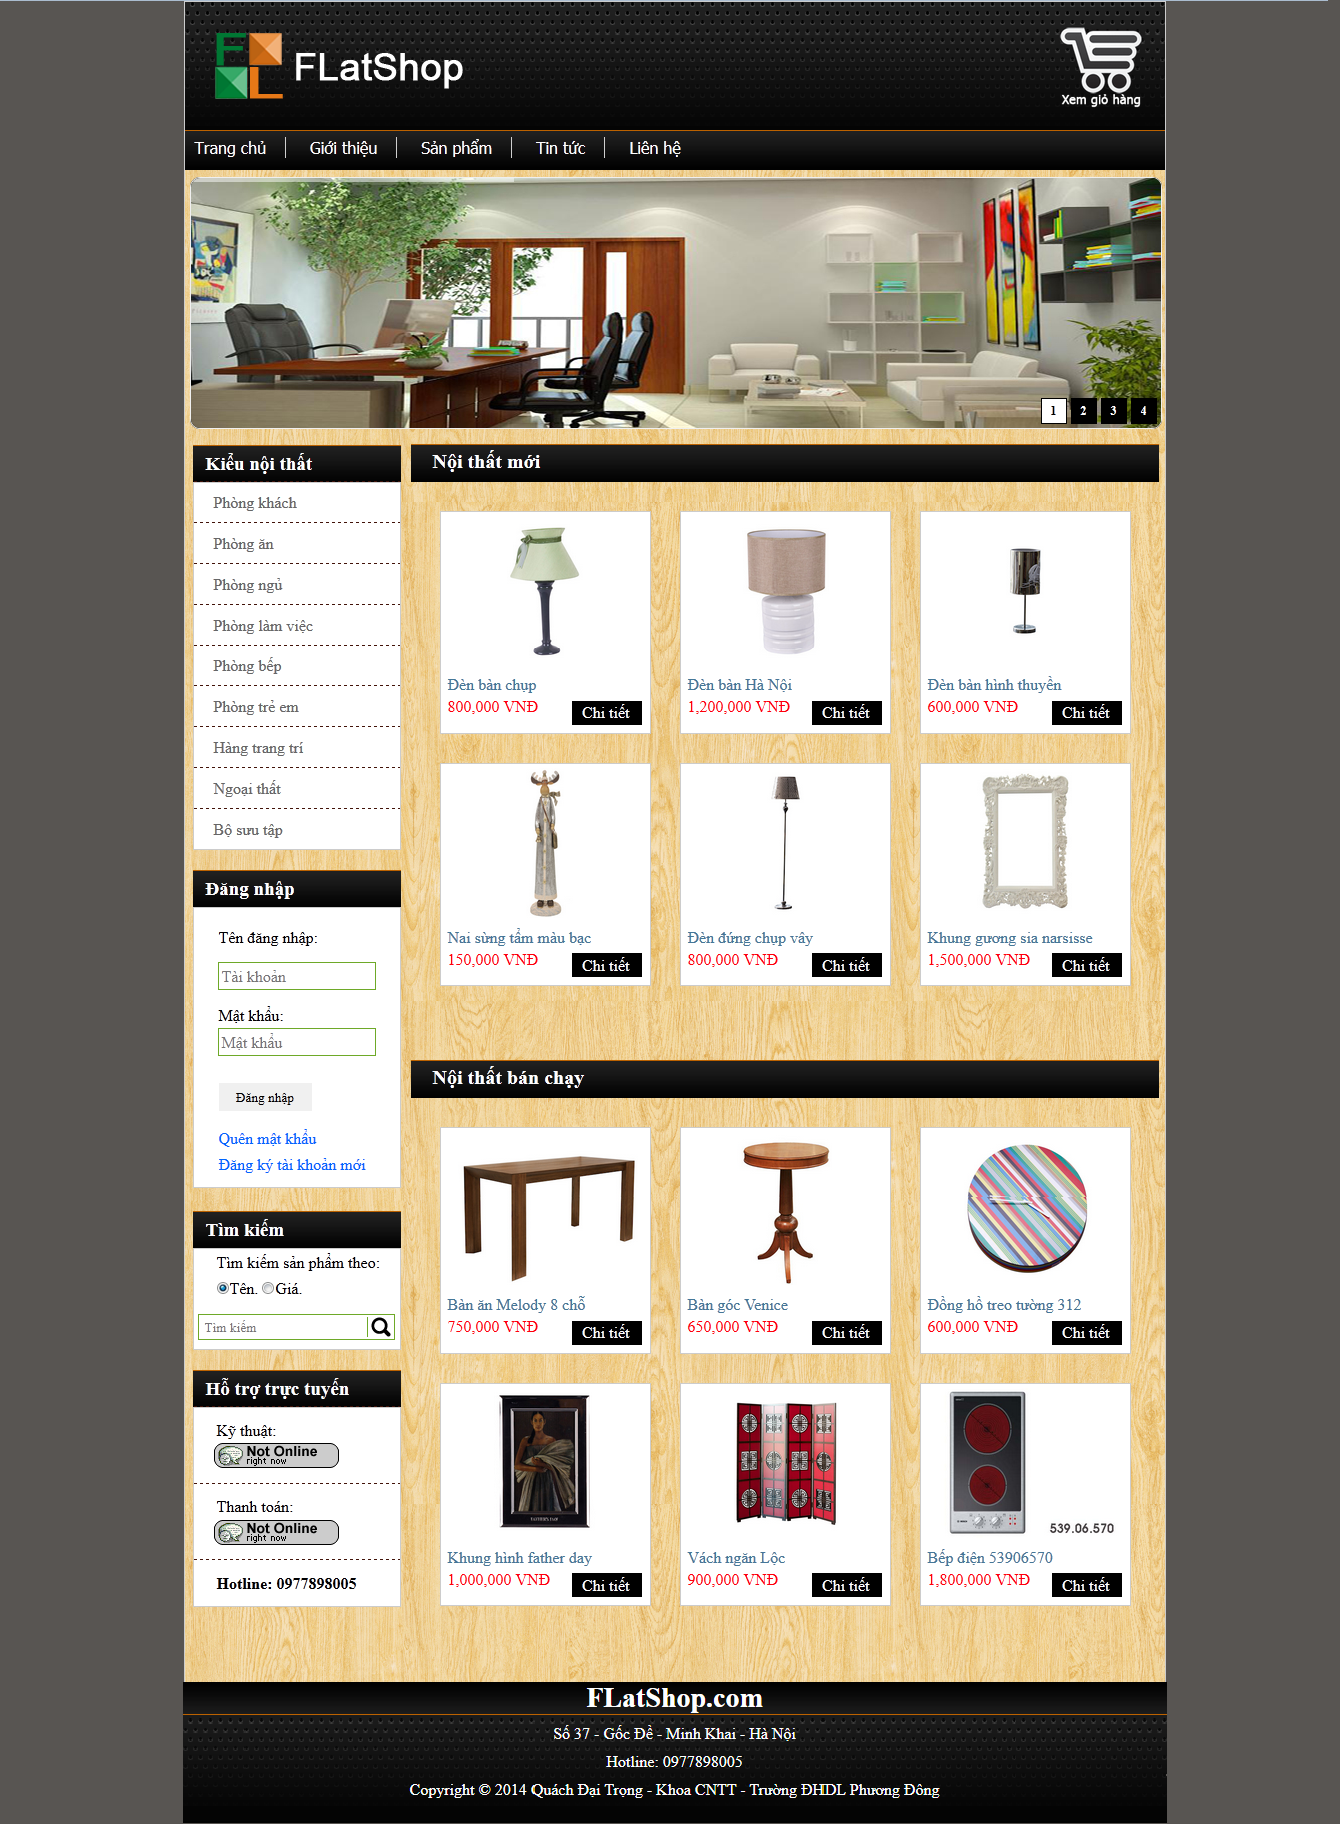 FLatShop
Xem giỏ hàng
Trang chủ
Giới thiệu
Sản phẩm
Tin tức
Liên hệ
1 2 3 4
Kiểu nội thất
Phòng khách
Phòng ăn
Phòng ngủ
Phòng làm việc
Phòng bếp
Phòng trẻ em
Hàng trang trí
Ngoại thất
Bộ sưu tập
Đăng nhập
Tên đăng nhập:
Tài khoản
Mật khẩu:
Mật khẩu
Đăng nhập
Quên mật khẩu
Đăng ký tài khoản mới
Tìm kiếm
Tìm kiếm sản phẩm theo:
Tên. Giá.
Tìm kiếm
Hỗ trợ trực tuyến
Kỹ thuật:
Not Online
right now
Thanh toán:
Not Online
right now
Hotline: 0977898005
Nội thất mới
Đèn bàn chụp
800,000 VNĐ
Chi tiết
Đèn bàn Hà Nội
1,200,000 VNĐ
Chi tiết
Đèn bàn hình thuyền
600,000 VNĐ
Chi tiết
Nai sừng tấm màu bạc
150,000 VNĐ
Chi tiết
Đèn đứng chụp vây
800,000 VNĐ
Chi tiết
Khung gương sia narsisse
1,500,000 VNĐ
Chi tiết
Nội thất bán chạy
Bàn ăn Melody 8 chỗ
750,000 VNĐ
Chi tiết
Bàn góc Venice
650,000 VNĐ
Chi tiết
Đồng hồ treo tường 312
600,000 VNĐ
Chi tiết
FATHER'S DAY
Khung hình father day
1,000,000 VNĐ
Chi tiết
Vách ngăn Lộc
900,000 VNĐ
Chi tiết
539.06.570
Bếp điện 53906570
1,800,000 VNĐ
Chi tiết
FLatShop.com
Số 37 - Gốc Đề - Minh Khai - Hà Nội
Hotline: 0977898005
Copyright © 2014 Quách Đại Trọng - Khoa CNTT - Trường ĐHDL Phương Đông